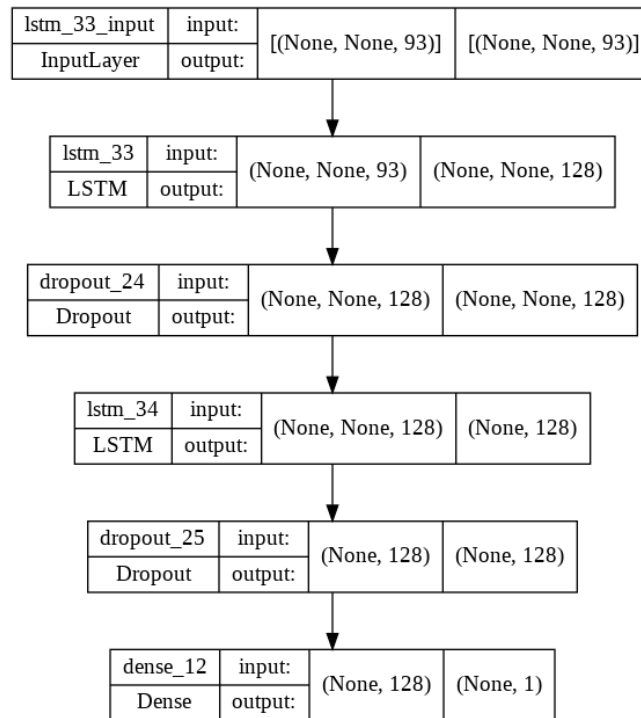 lstm_33_input input: [(None, None, 93)] [(None, None, 93)]
InputLayer output:
lstm_33 input: (None, None, 93) (None, None, 128)
LSTM output:
dropout_24 input: (None, None, 128) (None, None, 128)
Dropout output:
lstm_34 input: (None, None, 128) (None, 128)
LSTM output:
dropout_25 input: (None, 128) (None, 128)
Dropout output:
dense_12 input: (None, 128) (None, 1)
Dense output: